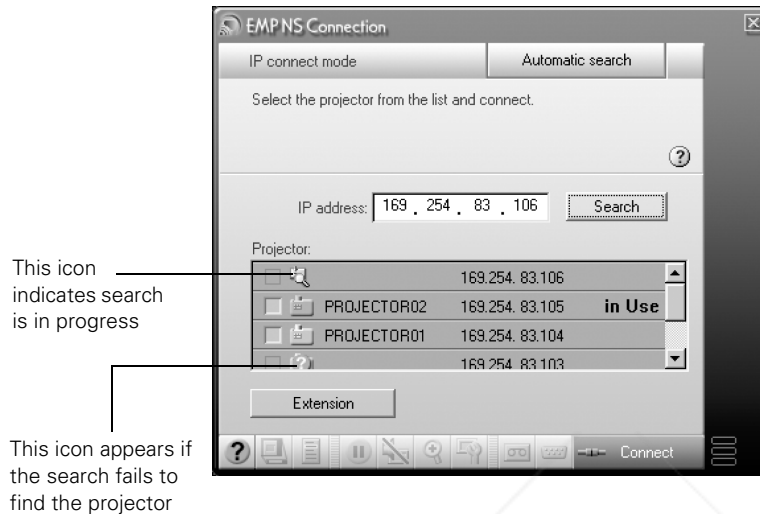 EMP NS Connection
IP connect mode
Automatic search
Select the projector from the list and connect.
?
IP address: 169 . 254 . 83 . 106
Search
Projector:
169.254. 83.106
PROJECTOR02 169.254. 83.105 in Use
PROJECTOR01 169.254. 83.104
? 169.254. 83.103
Extension
? Connect
This icon
indicates search
is in progress
This icon appears if
the search fails to
find the projector